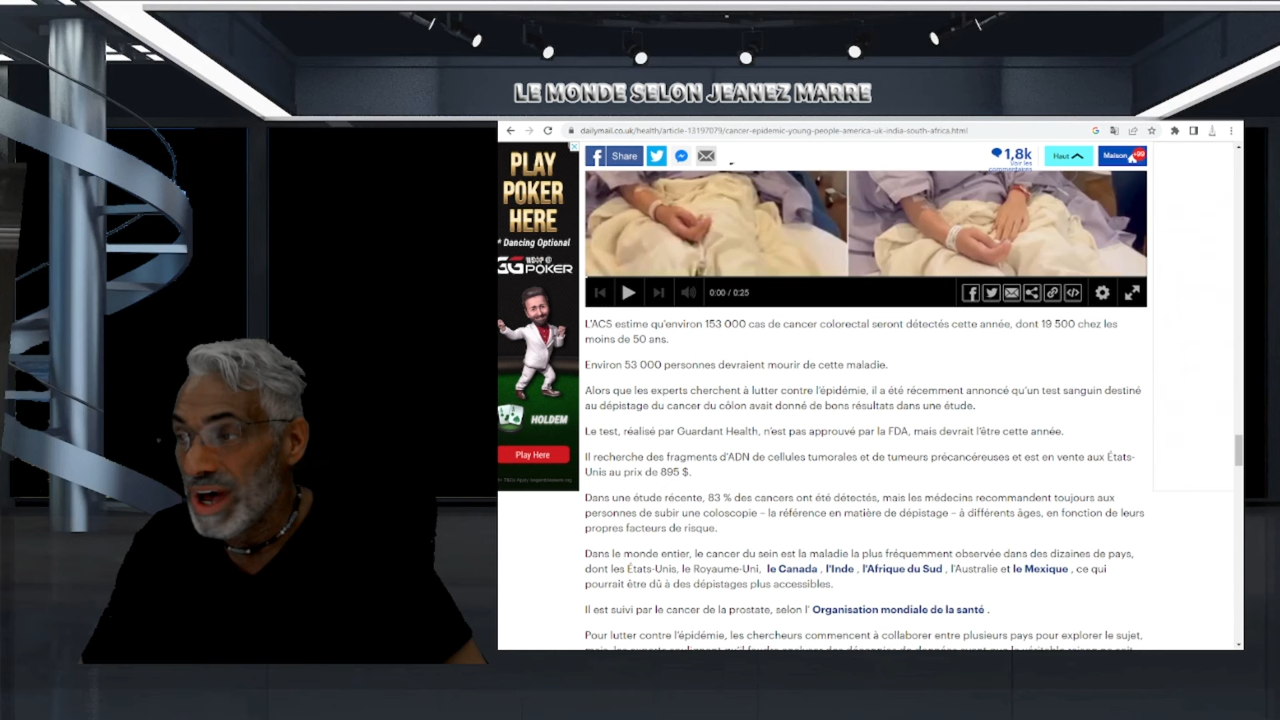 LE MONDE SELON JEANEZ MARRE
dailymail.co.uk/health/article-13197079/cancer-epidemic-young-people-america-uk-india-south-africa.html
Share
1,8k
voir les
commentaires
Haut
Maison
+99
PLAY
POKER
HERE
* Dancing Optional
WSOP @
GG POKER
HOLDEM
Play Here
0:00 / 0:25
L'ACS estime qu'environ 153 000 cas de cancer colorectal seront détectés cette année, dont 19 500 chez les
moins de 50 ans.
Environ 53 000 personnes devraient mourir de cette maladie.
Alors que les experts cherchent à lutter contre l'épidémie, il a été récemment annoncé qu'un test sanguin destiné
au dépistage du cancer du côlon avait donné de bons résultats dans une étude.
Le test, réalisé par Guardant Health, n'est pas approuvé par la FDA, mais devrait l'être cette année.
Il recherche des fragments d'ADN de cellules tumorales et de tumeurs précancéreuses et est en vente aux États-
Unis au prix de 895 $.
Dans une étude récente, 83 % des cancers ont été détectés, mais les médecins recommandent toujours aux
personnes de subir une coloscopie – la référence en matière de dépistage – à différents âges, en fonction de leurs
propres facteurs de risque.
Dans le monde entier, le cancer du sein est la maladie la plus fréquemment observée dans des dizaines de pays,
dont les États-Unis, le Royaume-Uni, le Canada , l'Inde , l'Afrique du Sud , l'Australie et le Mexique , ce qui
pourrait être dû à des dépistages plus accessibles.
Il est suivi par le cancer de la prostate, selon l' Organisation mondiale de la santé .
Pour lutter contre l'épidémie, les chercheurs commencent à collaborer entre plusieurs pays pour explorer le sujet,